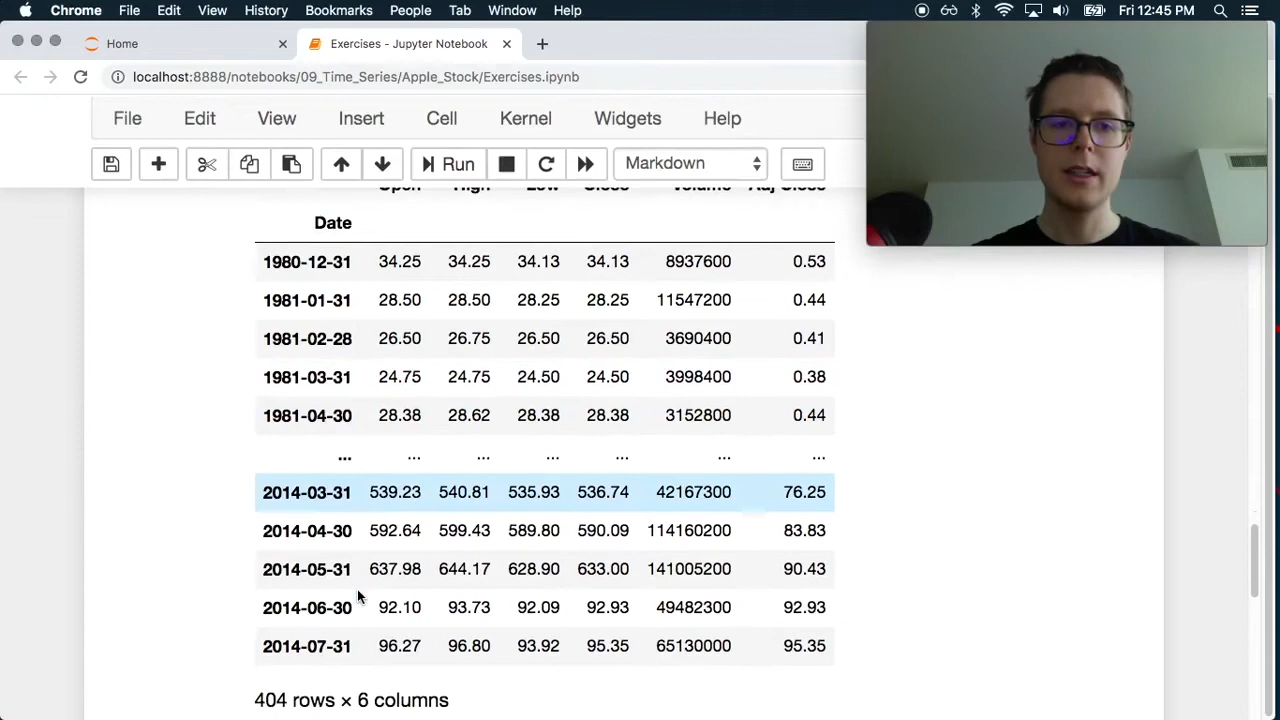 Chrome File Edit View History Bookmarks People Tab Window Help Fri 12:45 PM
Home Exercises - Jupyter Notebook
localhost:8888/notebooks/09_Time_Series/Apple_Stock/Exercises.ipynb
File Edit View Insert Cell Kernel Widgets Help
Run Markdown
Open High Low Close Volume Adj Close
Date
1980-12-31 34.25 34.25 34.13 34.13 8937600 0.53
1981-01-31 28.50 28.50 28.25 28.25 11547200 0.44
1981-02-28 26.50 26.75 26.50 26.50 3690400 0.41
1981-03-31 24.75 24.75 24.50 24.50 3998400 0.38
1981-04-30 28.38 28.62 28.38 28.38 3152800 0.44
... ... ... ... ... ... ...
2014-03-31 539.23 540.81 535.93 536.74 42167300 76.25
2014-04-30 592.64 599.43 589.80 590.09 114160200 83.83
2014-05-31 637.98 644.17 628.90 633.00 141005200 90.43
2014-06-30 92.10 93.73 92.09 92.93 49482300 92.93
2014-07-31 96.27 96.80 93.92 95.35 65130000 95.35
404 rows × 6 columns